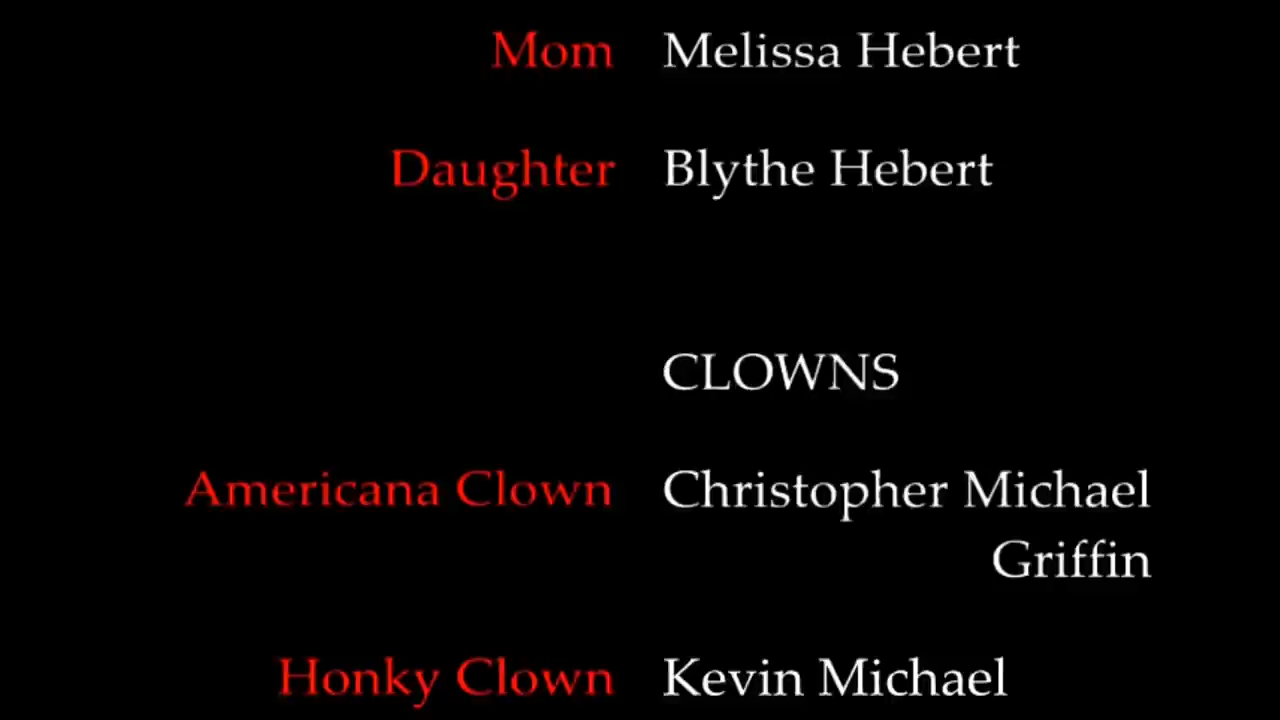 Mom Melissa Hebert
Daughter Blythe Hebert
CLOWNS
Americana Clown Christopher Michael
Griffin
Honky Clown Kevin Michael